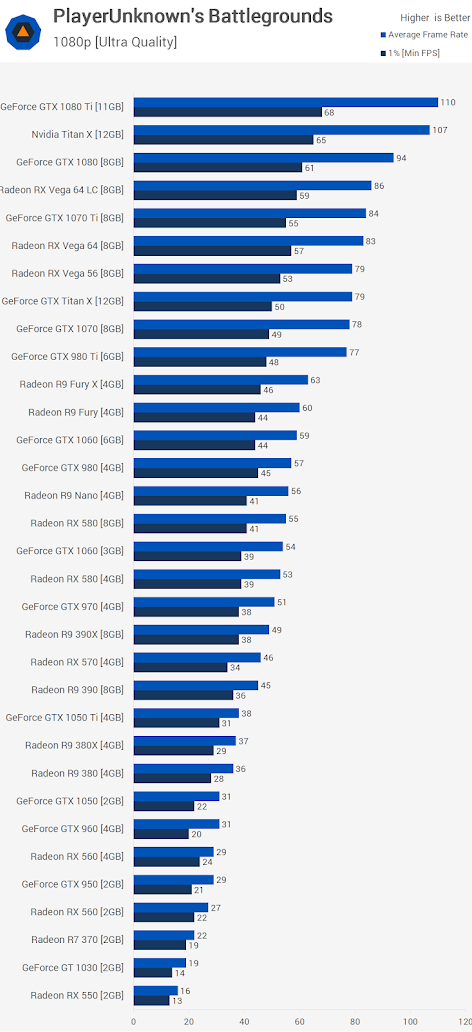 PlayerUnknown's Battlegrounds
1080p [Ultra Quality]
Higher is Better
Average Frame Rate
1% [Min FPS]
GeForce GTX 1080 Ti [11GB] 110
68
Nvidia Titan X [12GB] 107
65
GeForce GTX 1080 [8GB] 94
61
Radeon RX Vega 64 LC [8GB] 86
59
GeForce GTX 1070 Ti [8GB] 84
55
Radeon RX Vega 64 [8GB] 83
57
Radeon RX Vega 56 [8GB] 79
53
GeForce GTX Titan X [12GB] 79
50
GeForce GTX 1070 [8GB] 78
49
GeForce GTX 980 Ti [6GB] 77
48
Radeon R9 Fury X [4GB] 63
46
Radeon R9 Fury [4GB] 60
44
GeForce GTX 1060 [6GB] 59
44
GeForce GTX 980 [4GB] 57
45
Radeon R9 Nano [4GB] 56
41
Radeon RX 580 [8GB] 55
41
GeForce GTX 1060 [3GB] 54
39
Radeon RX 580 [4GB] 53
39
GeForce GTX 970 [4GB] 51
38
Radeon R9 390X [8GB] 49
38
Radeon RX 570 [4GB] 46
34
Radeon R9 390 [8GB] 45
36
GeForce GTX 1050 Ti [4GB] 38
31
Radeon R9 380X [4GB] 37
29
Radeon R9 380 [4GB] 36
28
GeForce GTX 1050 [2GB] 31
22
GeForce GTX 960 [4GB] 31
20
Radeon RX 560 [4GB] 29
24
GeForce GTX 950 [2GB] 29
21
Radeon RX 560 [2GB] 27
22
Radeon R7 370 [2GB] 22
19
GeForce GT 1030 [2GB] 19
14
Radeon RX 550 [2GB] 16
13
0 20 40 60 80 100 120